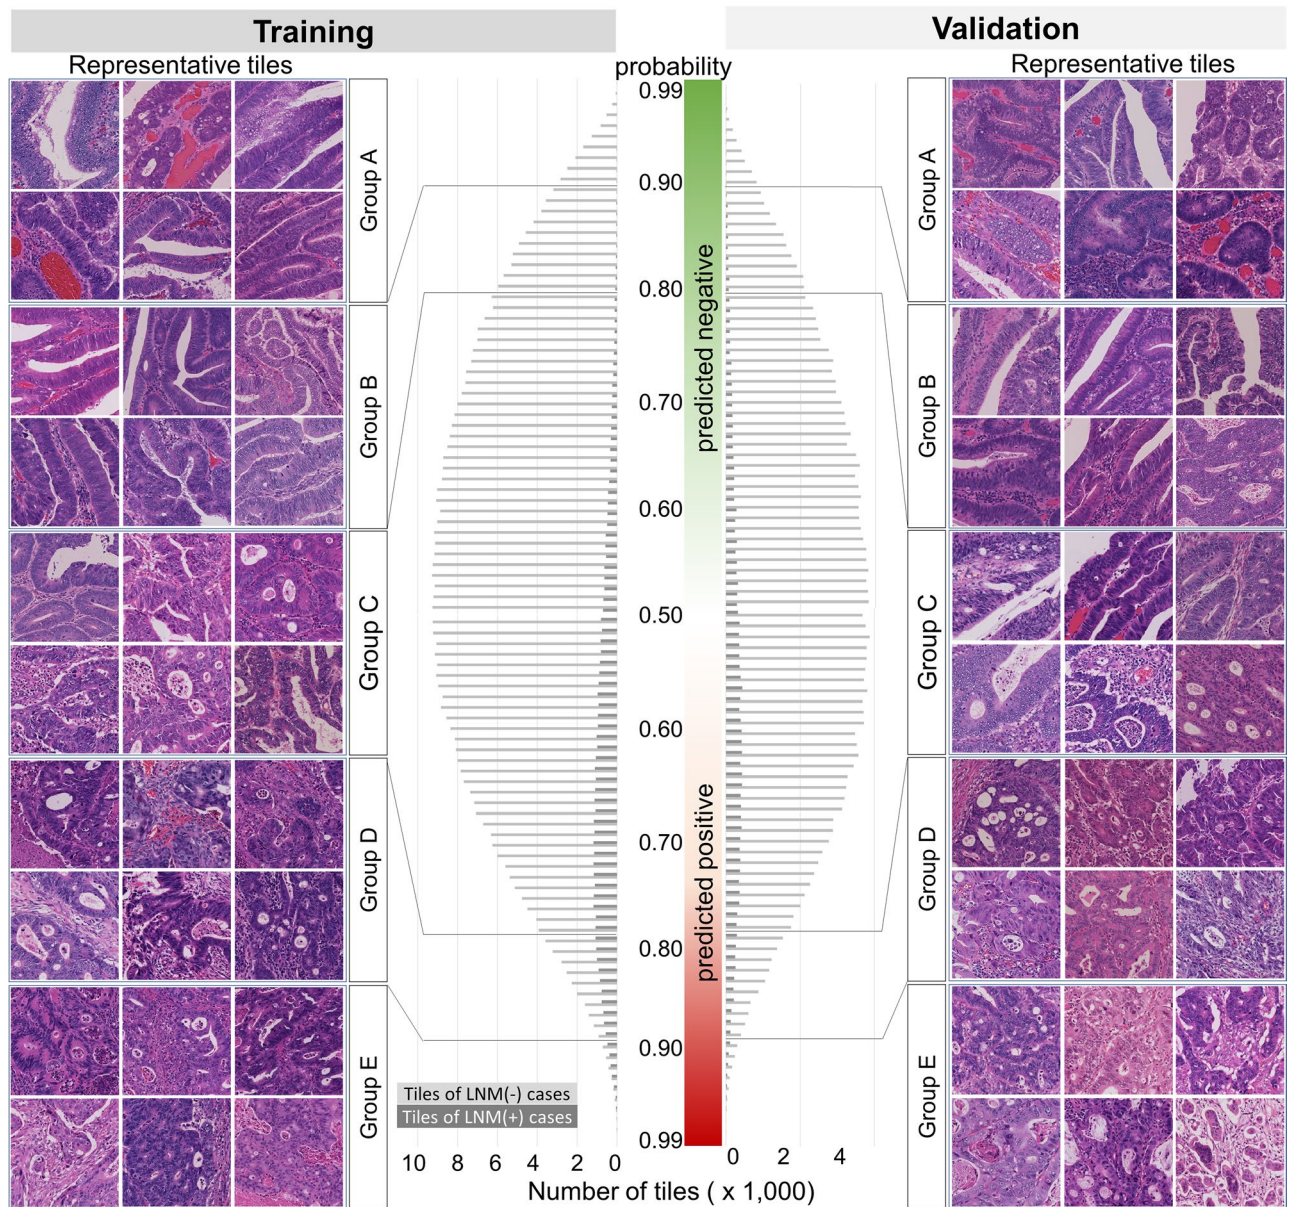 Training
Validation
Representative tiles
probability
Representative tiles
Group A
Group B
Group C
Group D
Group E
0.99
0.90
0.80
0.70
0.60
0.50
0.60
0.70
0.80
0.90
0.99
predicted negative
predicted positive
Group A
Group B
Group C
Group D
Group E
Tiles of LNM(-) cases
Tiles of LNM(+) cases
10 8 6 4 2 0
0 2 4
Number of tiles ( x 1,000)